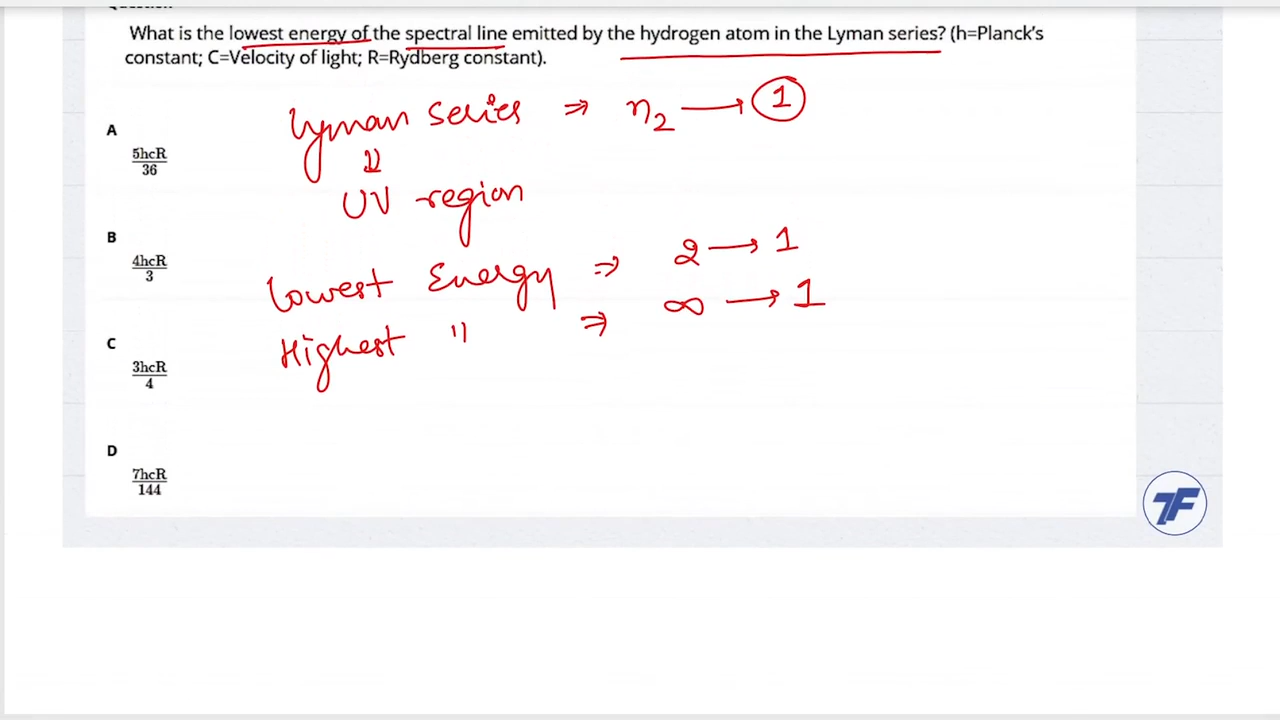 What is the lowest energy of the spectral line emitted by the hydrogen atom in the Lyman series? (h=Planck's
constant; C=Velocity of light; R=Rydberg constant).
Lyman series ⇒ n₂ → 1
A
5hcR
36
⇓
UV region
B
4hcR
3
Lowest Energy ⇒ 2 → 1
Highest " ⇒ ∞ → 1
C
3hcR
4
D
7hcR
144
7F